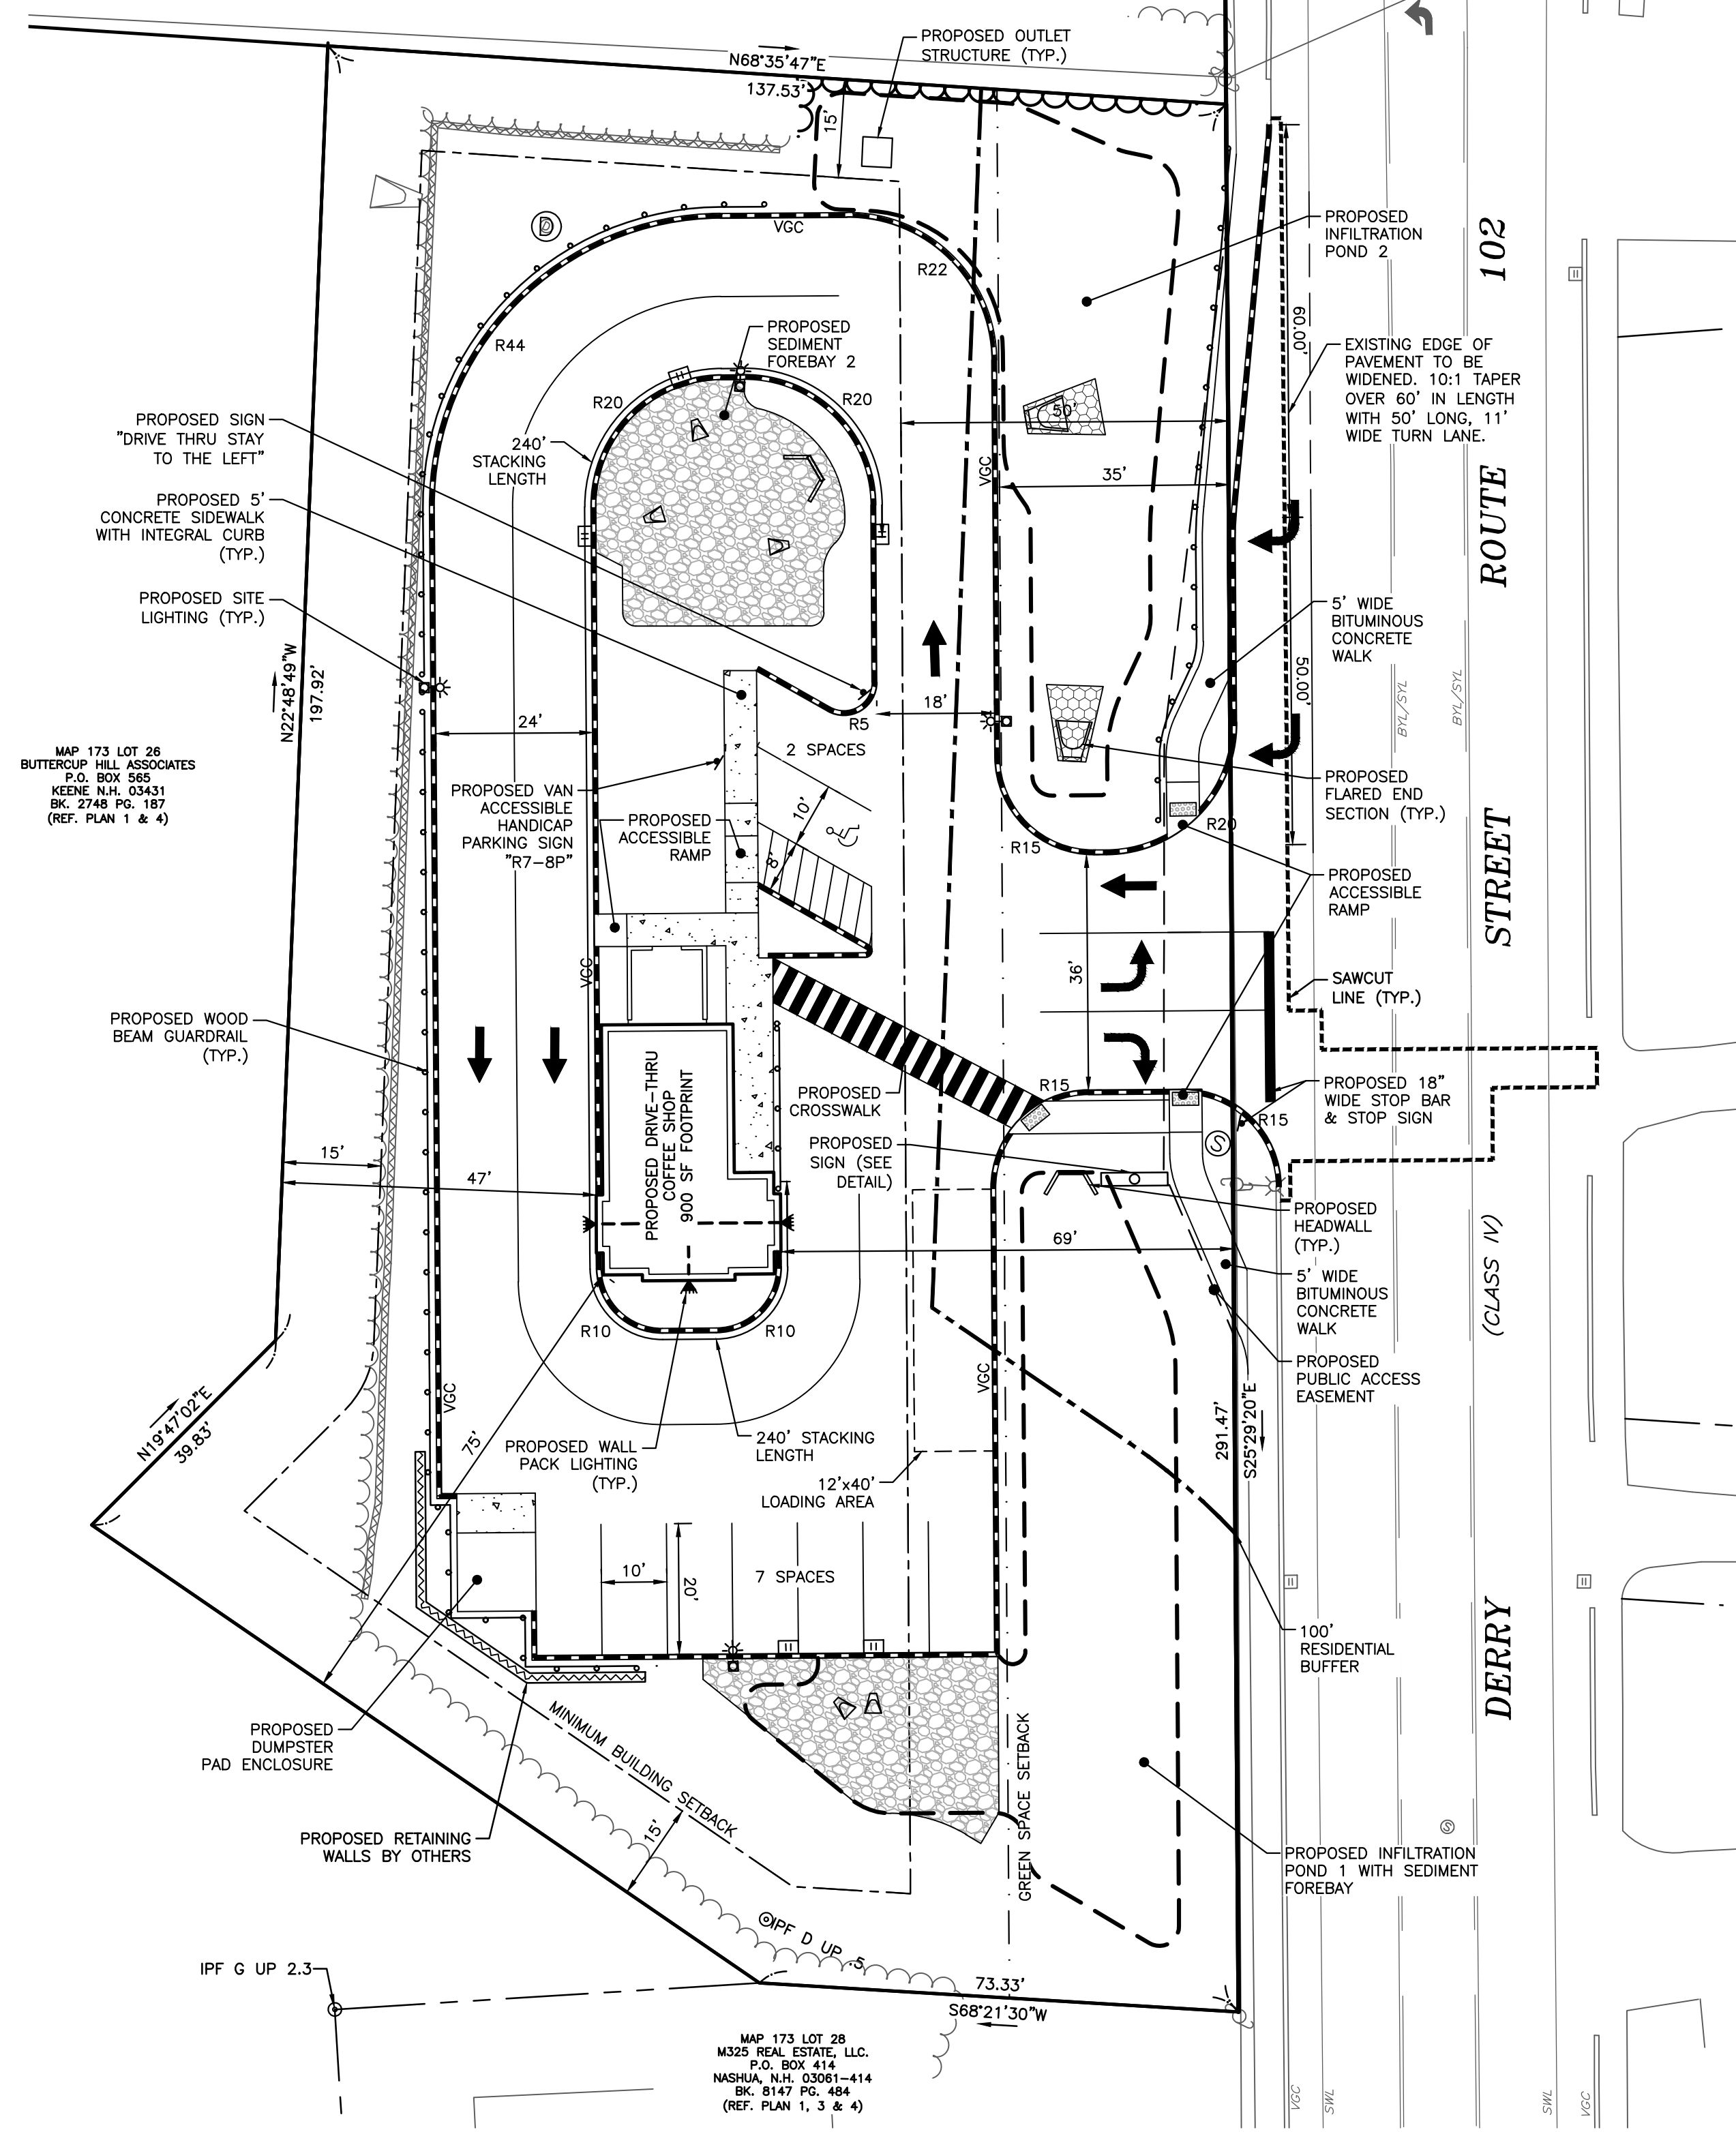 PROPOSED OUTLET
STRUCTURE (TYP.)
N68°35'47"E
137.53'
15'
VGC
R22
PROPOSED
INFILTRATION
POND 2
ROUTE 102
60.00'
R44
PROPOSED
SEDIMENT
FOREBAY 2
EXISTING EDGE OF
PAVEMENT TO BE
WIDENED. 10:1 TAPER
OVER 60' IN LENGTH
WITH 50' LONG, 11'
WIDE TURN LANE.
R20
R20
50'
PROPOSED SIGN
"DRIVE THRU STAY
TO THE LEFT"
240'
STACKING
LENGTH
VGC
35'
PROPOSED 5'
CONCRETE SIDEWALK
WITH INTEGRAL CURB
(TYP.)
PROPOSED SITE
LIGHTING (TYP.)
5' WIDE
BITUMINOUS
CONCRETE
WALK
N22°48'49"W
197.92'
50.00'
BYL/SYL
BYL/SYL
24'
18'
R5
2 SPACES
MAP 173 LOT 26
BUTTERCUP HILL ASSOCIATES
P.O. BOX 565
KEENE N.H. 03431
BK. 2748 PG. 187
(REF. PLAN 1 & 4)
PROPOSED VAN
ACCESSIBLE
HANDICAP
PARKING SIGN
"R7-8P"
PROPOSED
ACCESSIBLE
RAMP
10'
8'
PROPOSED
FLARED END
SECTION (TYP.)
R20
R15
STREET
PROPOSED
ACCESSIBLE
RAMP
VGC
36'
SAWCUT
LINE (TYP.)
PROPOSED WOOD
BEAM GUARDRAIL
(TYP.)
PROPOSED DRIVE-THRU
COFFEE SHOP
900 SF FOOTPRINT
PROPOSED
CROSSWALK
R15
R15
PROPOSED 18"
WIDE STOP BAR
& STOP SIGN
PROPOSED
SIGN (SEE
DETAIL)
S
15'
47'
PROPOSED
HEADWALL
(TYP.)
69'
(CLASS IV)
5' WIDE
BITUMINOUS
CONCRETE
WALK
R10
R10
PROPOSED
PUBLIC ACCESS
EASEMENT
VGC
VGC
N19°47'02"E
39.83'
291.47'
S25°29'20"E
75'
PROPOSED WALL
PACK LIGHTING
(TYP.)
240' STACKING
LENGTH
12'x40'
LOADING AREA
10'
20'
7 SPACES
100'
RESIDENTIAL
BUFFER
DERRY
PROPOSED
DUMPSTER
PAD ENCLOSURE
MINIMUM BUILDING SETBACK
GREEN SPACE SETBACK
PROPOSED RETAINING
WALLS BY OTHERS
15'
S
PROPOSED INFILTRATION
POND 1 WITH SEDIMENT
FOREBAY
IPF D UP .5
IPF G UP 2.3
73.33'
S68°21'30"W
MAP 173 LOT 28
M325 REAL ESTATE, LLC.
P.O. BOX 414
NASHUA, N.H. 03061-414
BK. 8147 PG. 484
(REF. PLAN 1, 3 & 4)
VGC
SWL
SWL
VGC